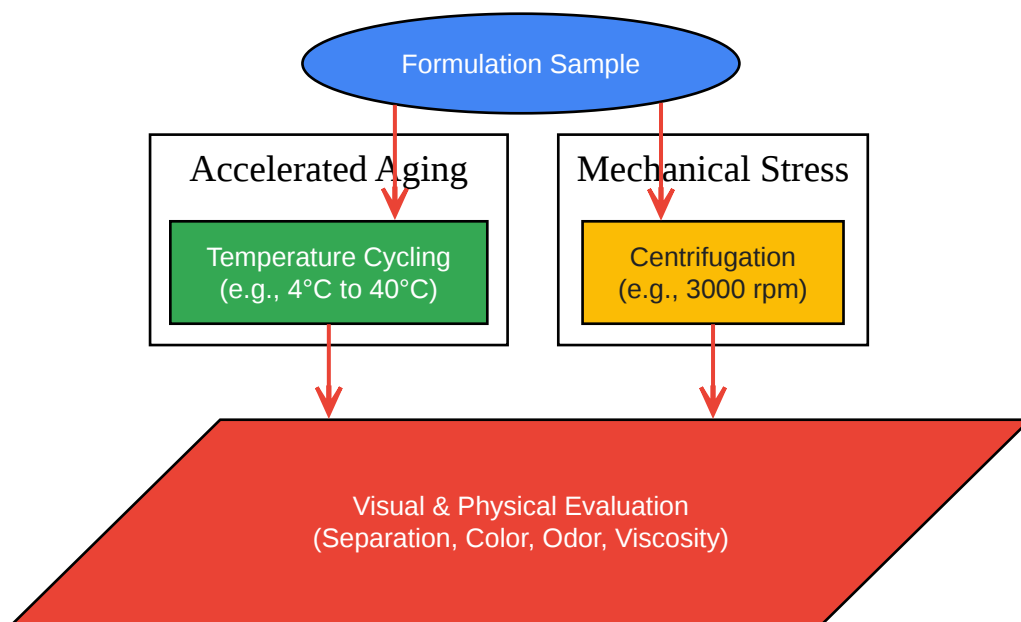 Formulation Sample
Accelerated Aging
Mechanical Stress
Temperature Cycling
(e.g., 4°C to 40°C)
Centrifugation
(e.g., 3000 rpm)
Visual & Physical Evaluation
(Separation, Color, Odor, Viscosity)